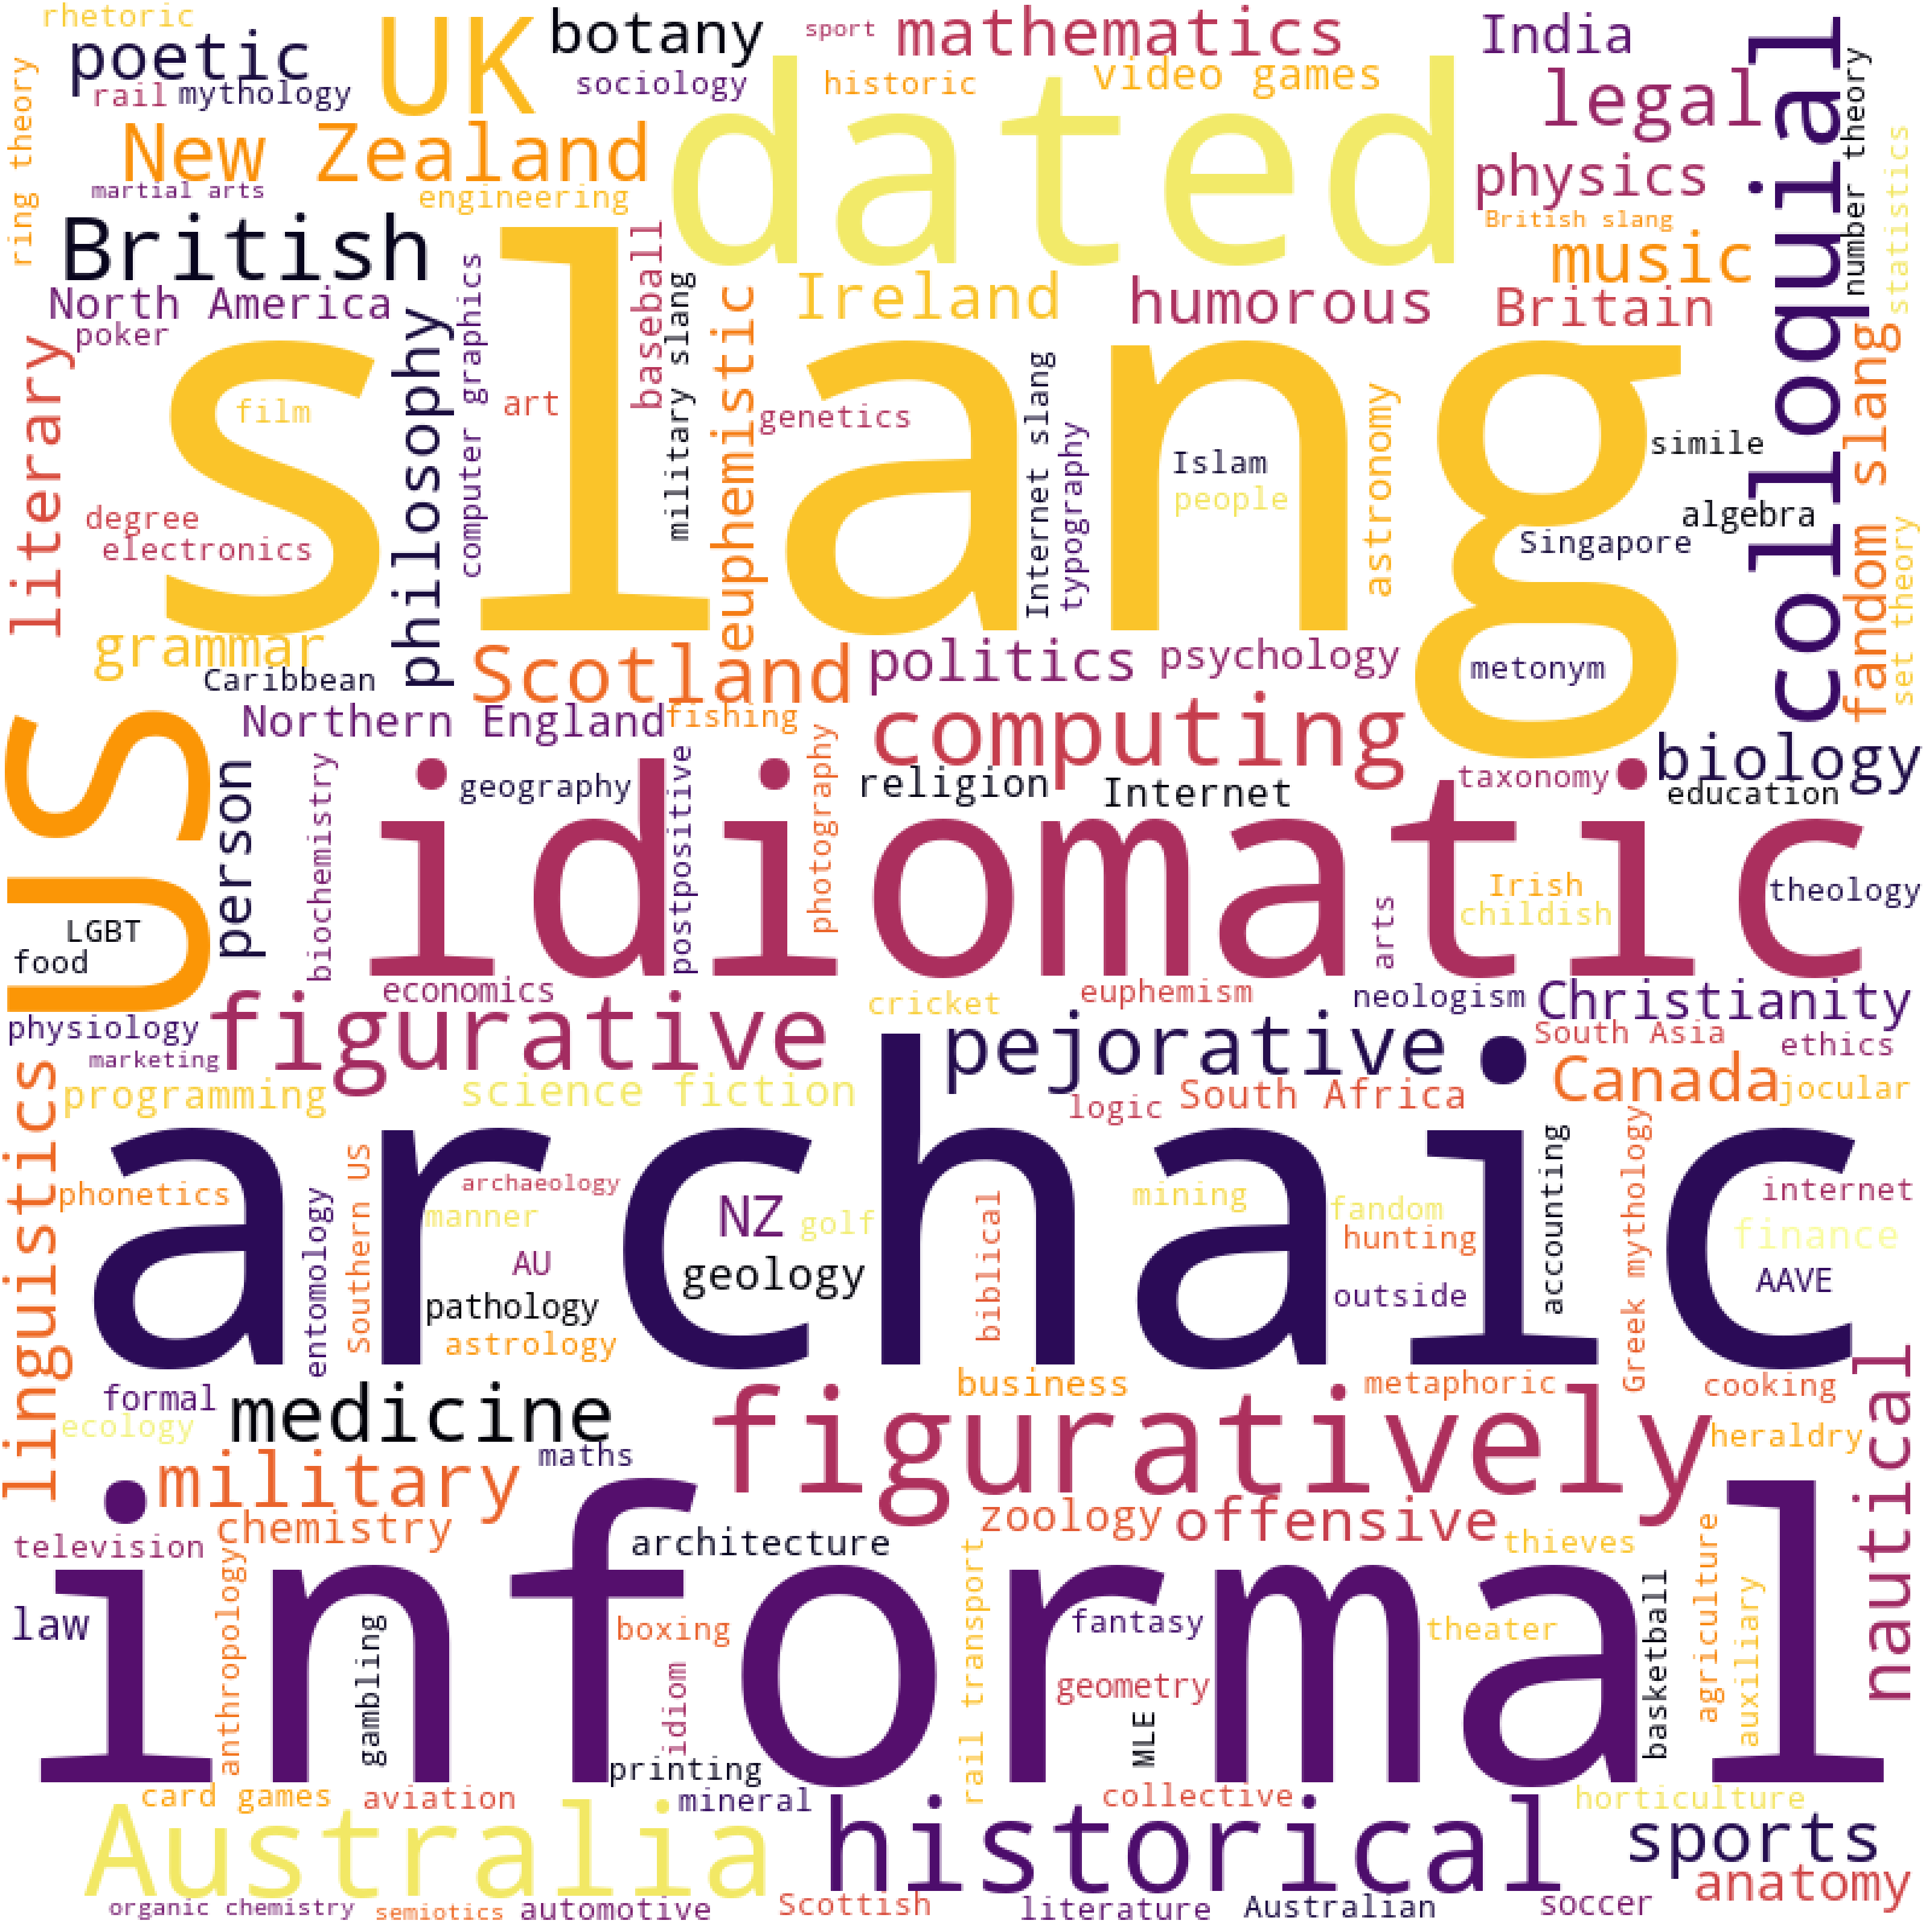 rhetoric
poetic
UK
botany
sport
mathematics
India
rail
mythology
sociology
historic
video games
legal
colloquial
number theory
ring theory
New Zealand
dated
martial arts
engineering
physics
statistics
British
British slang
music
North America
computer graphics
baseball
military slang
Ireland
humorous
Britain
poker
literary
philosophy
slang
euphemistic
fandom slang
film
art
genetics
Internet slang
typography
astronomy
Islam
people
simile
degree
electronics
algebra
Singapore
set theory
grammar
Caribbean
Scotland
politics
psychology
metonym
Northern England
fishing
computing
US
person
biochemistry
geography
postpositive
photography
religion
Internet
taxonomy
biology
education
idiomatic
LGBT
food
arts
Irish
childish
theology
physiology
economics
cricket
euphemism
neologism
Christianity
marketing
figurative
pejorative
South Asia
ethics
linguistics
programming
science fiction
logic
South Africa
Canada
jocular
archaic
phonetics
entomology
Southern US
archaeology
manner
NZ
golf
AU
geology
pathology
astrology
biblical
mining
fandom
hunting
outside
accounting
Greek mythology
internet
finance
AAVE
formal
ecology
medicine
business
metaphoric
cooking
nautical
maths
figuratively
heraldry
military
chemistry
television
architecture
zoology
offensive
thieves
informal
law
anthropology
gambling
boxing
idiom
printing
rail transport
fantasy
geometry
MLE
theater
basketball
agriculture
auxiliary
card games
aviation
mineral
collective
horticulture
Australia
historical
sports
anatomy
organic chemistry
semiotics
automotive
Scottish
literature
Australian
soccer